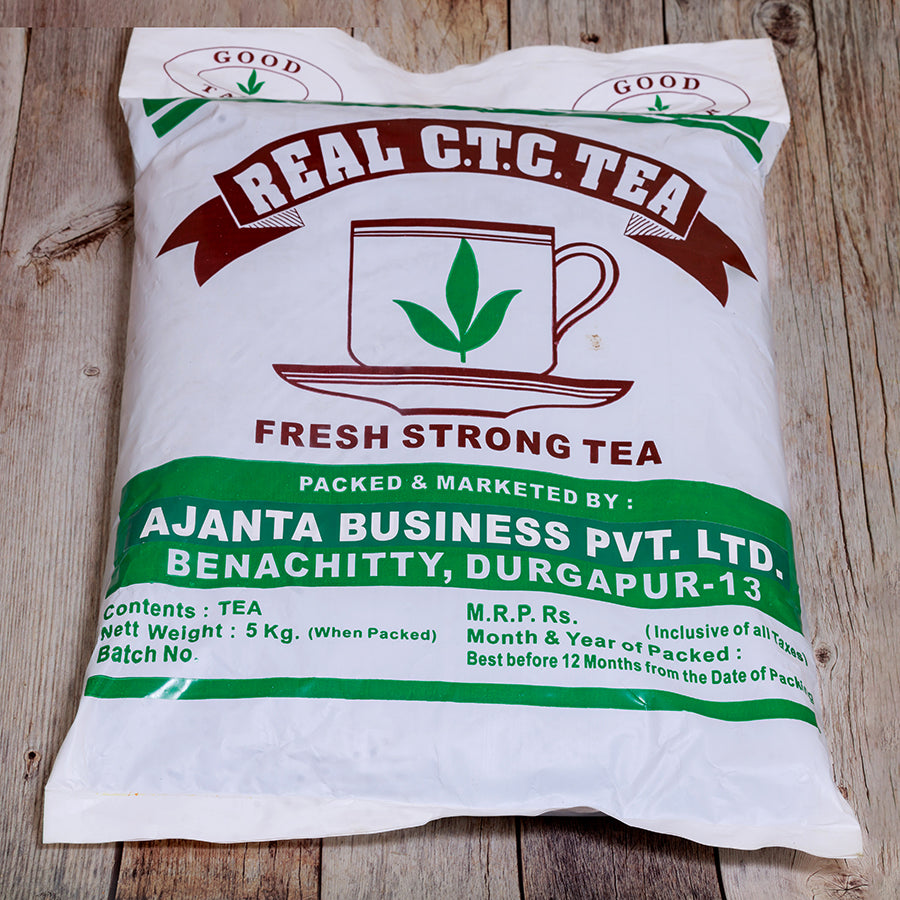 GOOD
GOOD
REAL C.T.C. TEA
FRESH STRONG TEA
PACKED & MARKETED BY :
AJANTA BUSINESS PVT. LTD.
BENACHITTY, DURGAPUR-13
Contents : TEA
Nett Weight : 5 Kg. (When Packed)
Batch No.
M.R.P. Rs.
(Inclusive of all Taxes)
Month & Year of Packed :
Best before 12 Months from the Date of Packing